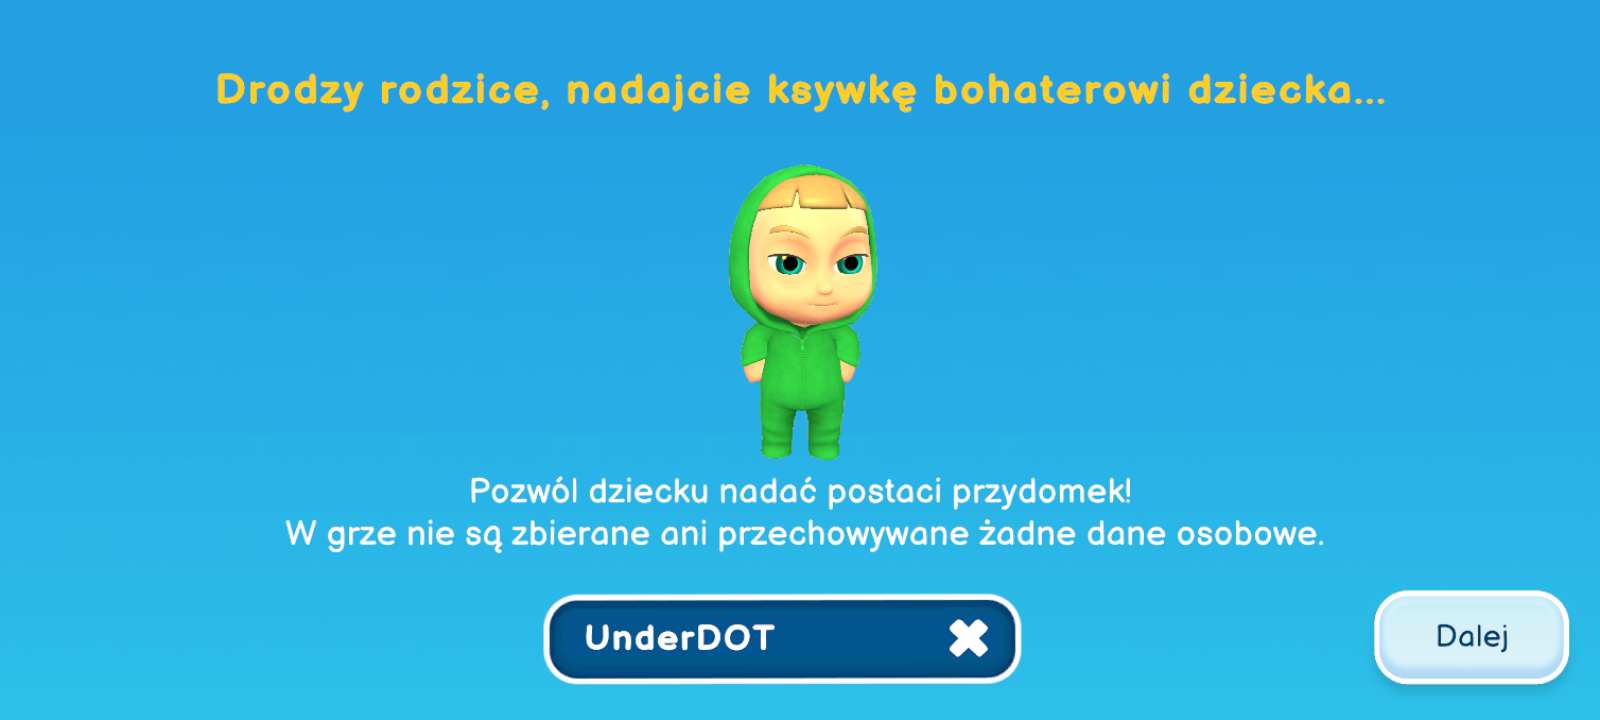 Drodzy rodzice, nadajcie ksywkę bohaterowi dziecka...
Pozwól dziecku nadać postaci przydomek!
W grze nie są zbierane ani przechowywane żadne dane osobowe.
UnderDOT
Dalej